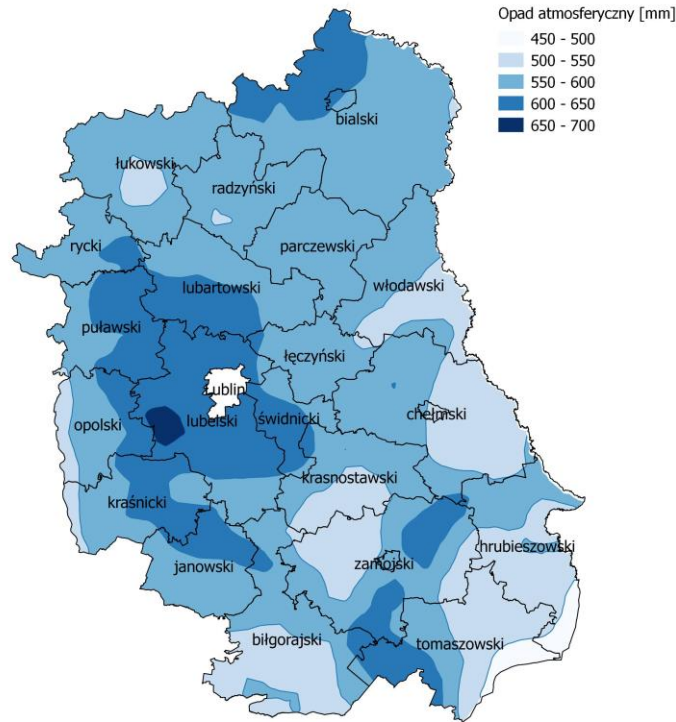 Opad atmosferyczny [mm]
450 - 500
500 - 550
550 - 600
600 - 650
650 - 700
bialski
łukowski
radzyński
rycki
parczewski
lubartowski
włodawski
puławski
łęczyński
Lublin
opolski
lubelski
świdnicki
chełmski
krasnostawski
kraśnicki
hrubieszowski
janowski
zamojski
biłgorajski
tomaszowski